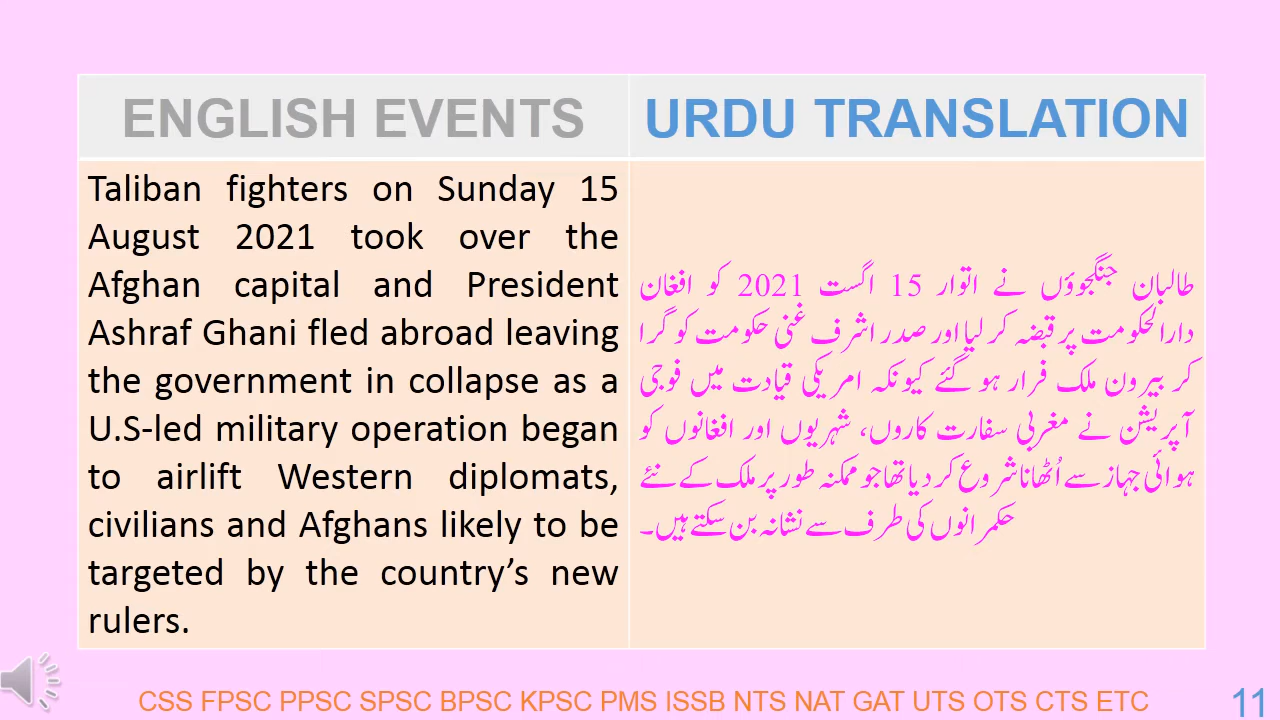 ENGLISH EVENTS
URDU TRANSLATION
Taliban fighters on Sunday 15
August 2021 took over the
Afghan capital and President
Ashraf Ghani fled abroad leaving
the government in collapse as a
U.S-led military operation began
to airlift Western diplomats,
civilians and Afghans likely to be
targeted by the country’s new
rulers.
طالبان جنگجوؤں نے اتوار 15 اگست 2021 کو افغان
دارالحکومت پر قبضہ کر لیا اور صدر اشرف غنی حکومت کو گرا
کر بیرون ملک فرار ہو گئے کیونکہ امریکی قیادت میں فوجی
آپریشن نے مغربی سفارت کاروں، شہریوں اور افغانوں کو
ہوائی جہاز سے اُٹھانا شروع کر دیا تھا جو ممکنہ طور پر ملک کے نئے
حکمرانوں کی طرف سے نشانہ بن سکتے ہیں۔
CSS FPSC PPSC SPSC BPSC KPSC PMS ISSB NTS NAT GAT UTS OTS CTS ETC
11